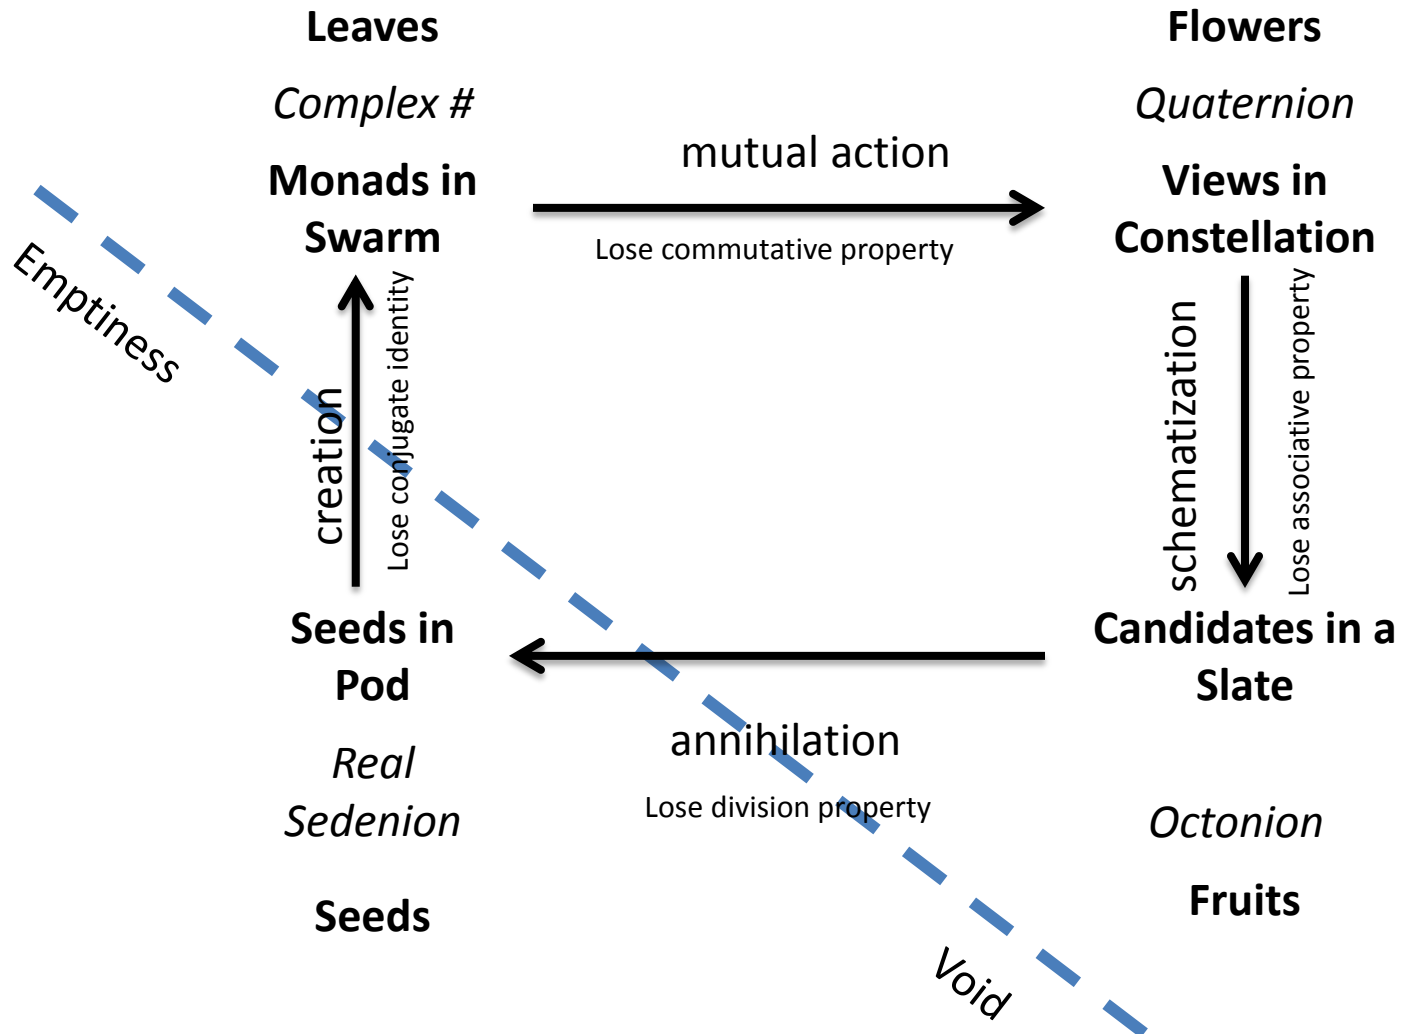 Leaves
Complex #
Monads in
Swarm
Flowers
Quaternion
Views in
Constellation
mutual action
Lose commutative property
Emptiness
creation
Lose conjugate identity
schematization
Lose associative property
Seeds in
Pod
Real
Sedenion
Seeds
annihilation
Lose division property
Candidates in a
Slate
Octonion
Fruits
Void